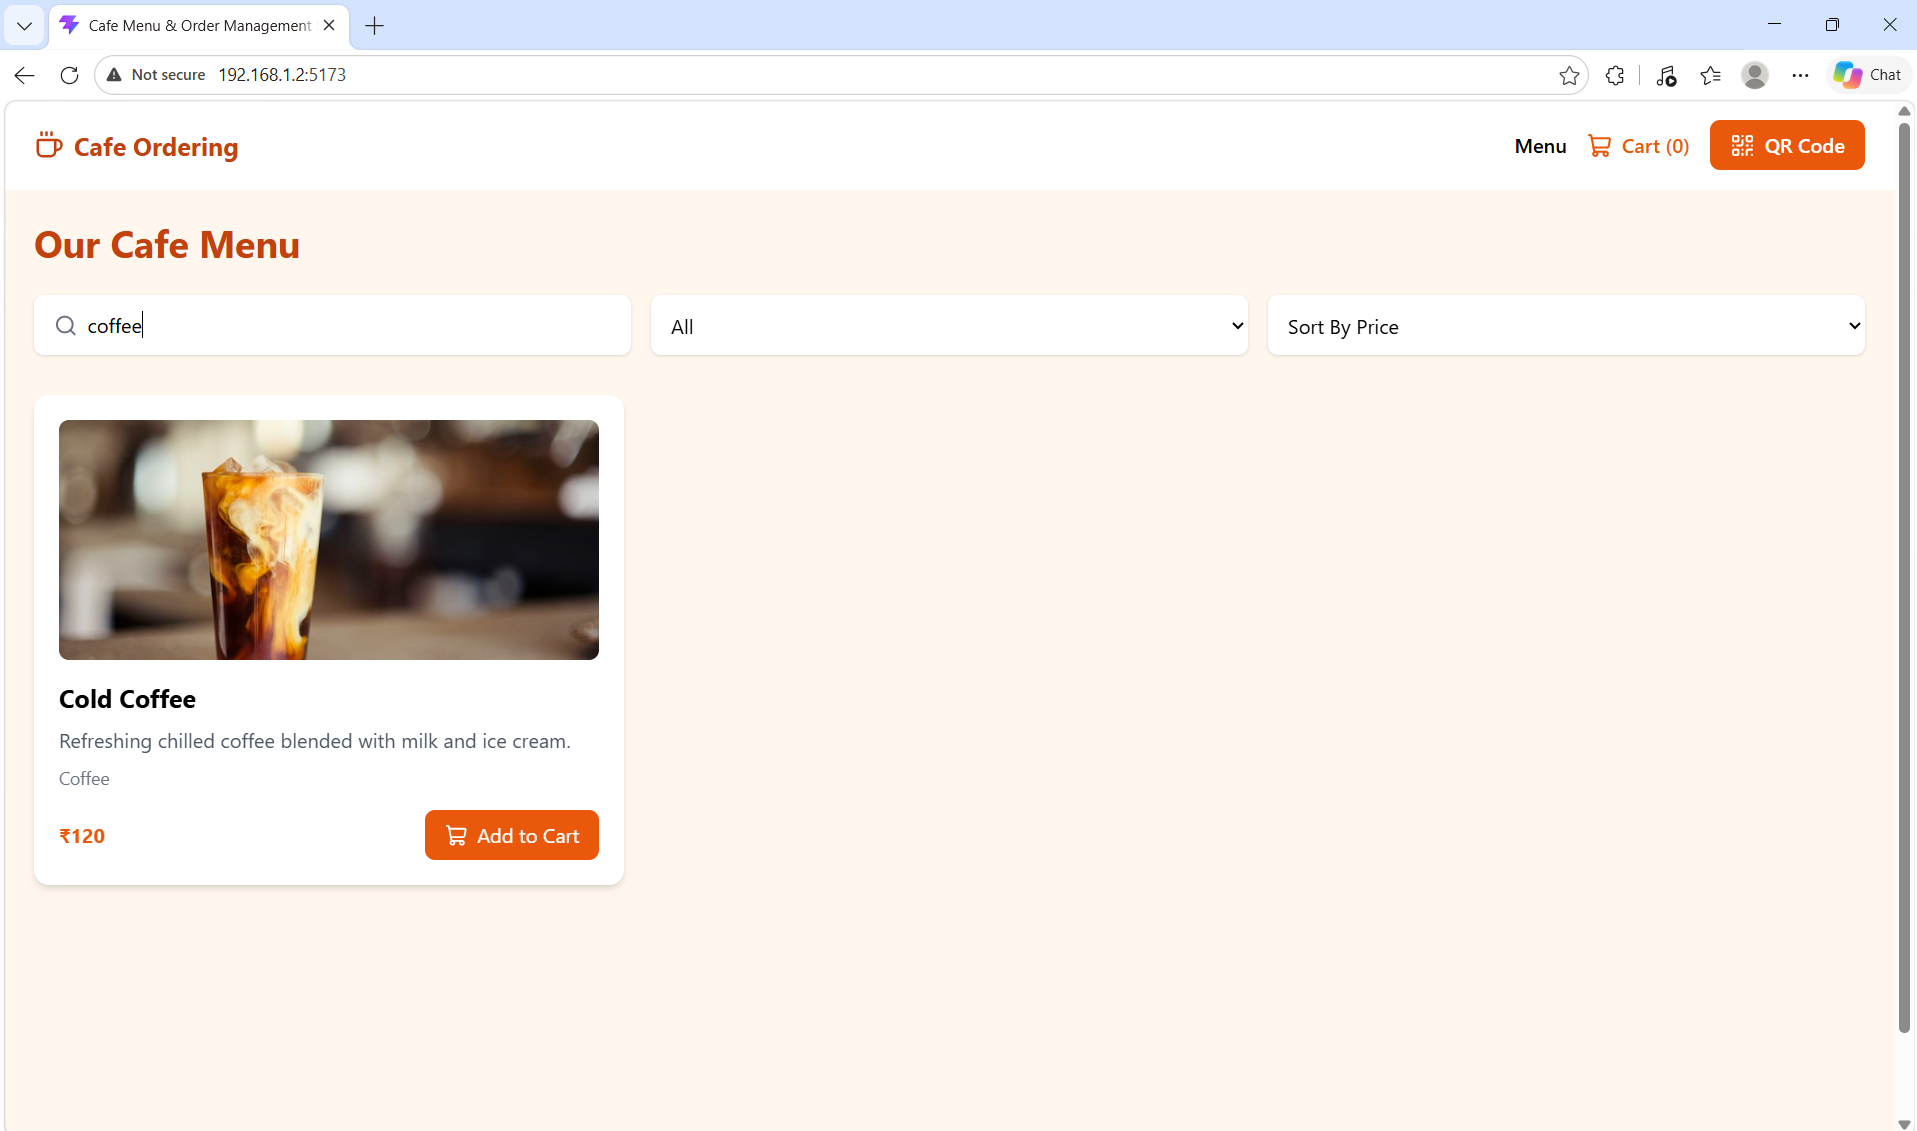 Cafe Menu & Order Management
Not secure 192.168.1.2:5173
Chat
Cafe Ordering
Menu
Cart (0)
QR Code
Our Cafe Menu
coffee
All
Sort By Price
Cold Coffee
Refreshing chilled coffee blended with milk and ice cream.
Coffee
₹120
Add to Cart